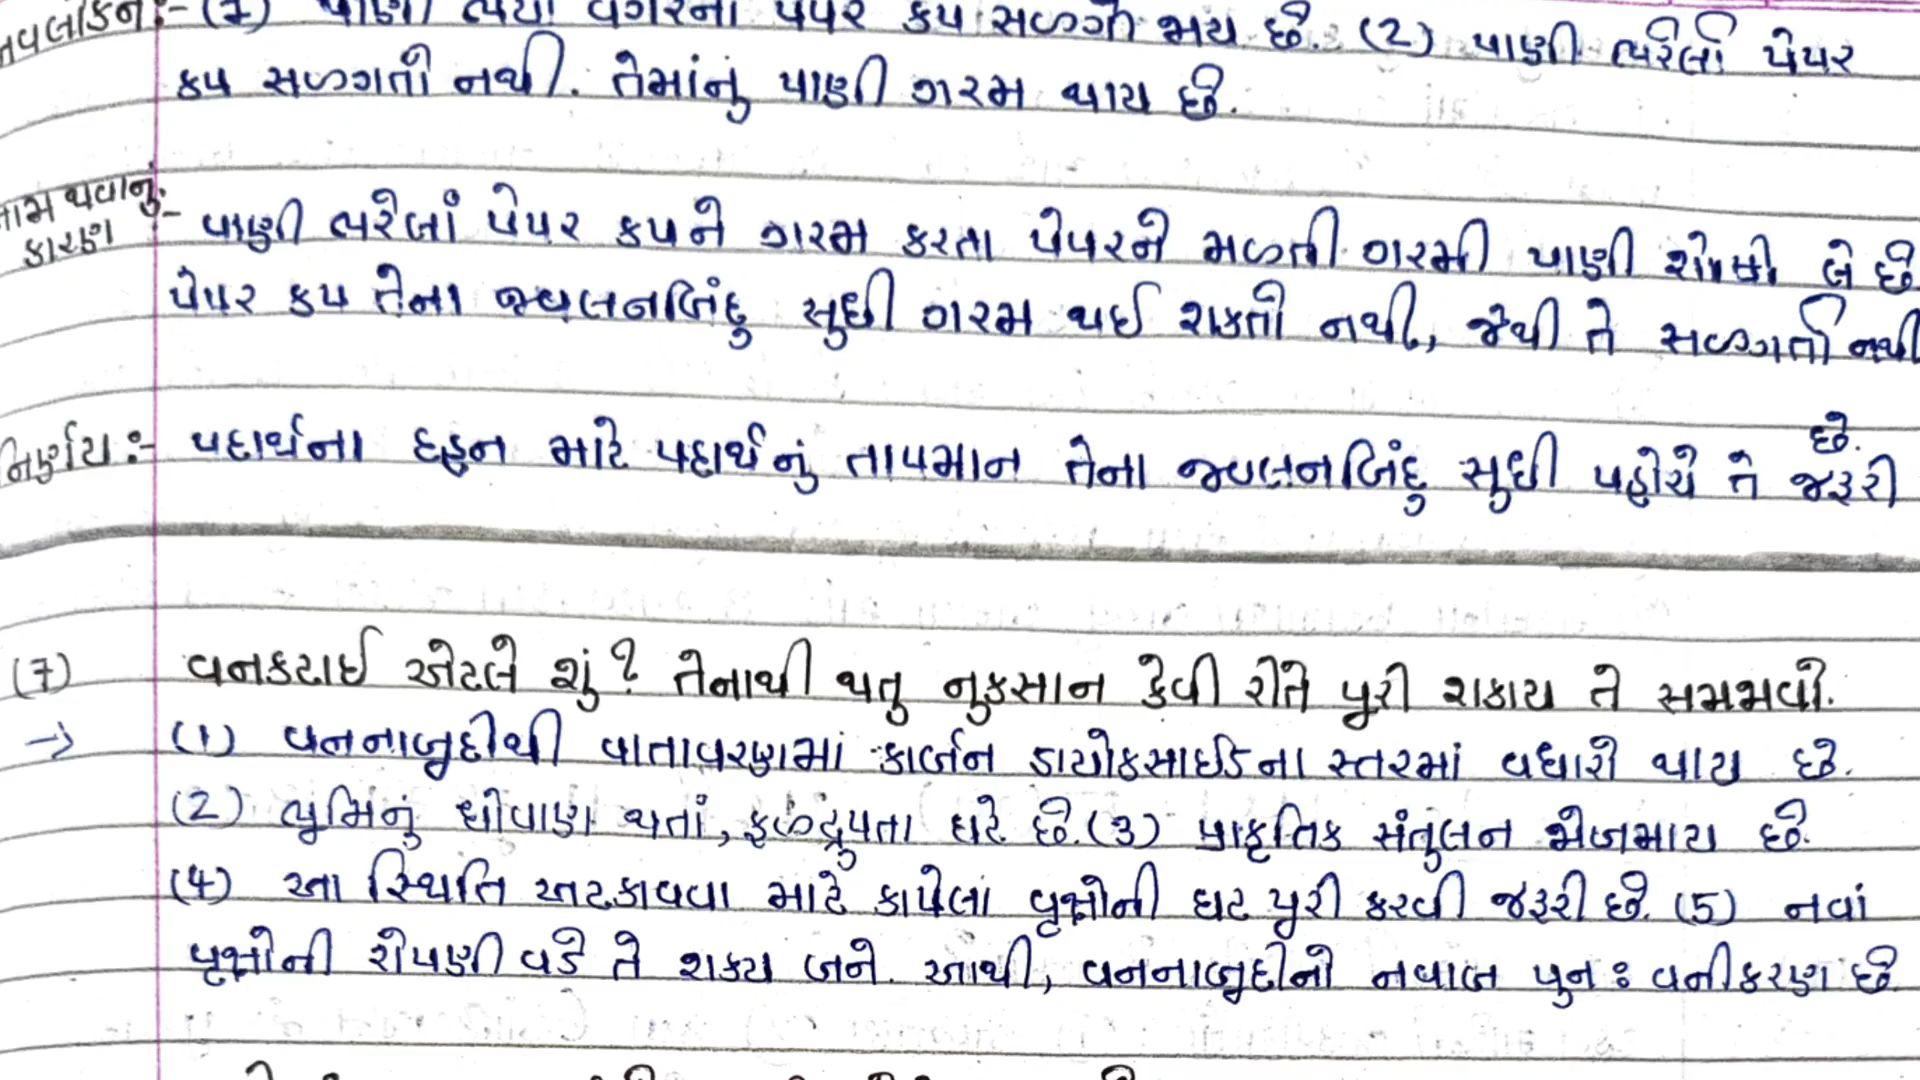 અવલોકન:- (1) પાણી ભર્યા વગરનો પેપર કપ સળગી જાય છે. (2) પાણી ભરેલો પેપર
કપ સળગતો નથી. તેમાંનું પાણી ગરમ થાય છે.
આમ થવાનું
કારણ :- પાણી ભરેલાં પેપર કપને ગરમ કરતા પેપરને મળતી ગરમી પાણી શોષી લે છે
પેપર કપ તેના જ્વલનબિંદુ સુધી ગરમ થઈ શકતો નથી, જેથી તે સળગતો નથી
નિર્ણય :- પદાર્થના દહન માટે પદાર્થનું તાપમાન તેના જ્વલનબિંદુ સુધી પહોચે તે જરૂરી છે.
(7) વનકટાઈ એટલે શું? તેનાથી થતુ નુકસાન કેવી રીતે પૂરી શકાય તે સમજાવો.
→ (1) વનનાબૂદીથી વાતાવરણમાં કાર્બન ડાયોક્સાઈડના સ્તરમાં વધારો થાય છે.
(2) ભૂમિનું ધોવાણ થતાં, ફળદ્રુપતા ઘટે છે. (3) પ્રાકૃતિક સંતુલન જોખમાય છે.
(4) આ સ્થિતિ અટકાવવા માટે કાપેલા વૃક્ષોની ઘટ પૂરી કરવી જરૂરી છે. (5) નવાં
વૃક્ષોની રોપણી વડે તે શક્ય બને. આથી, વનનાબૂદીનો જવાબ પુનઃ વનીકરણ છે